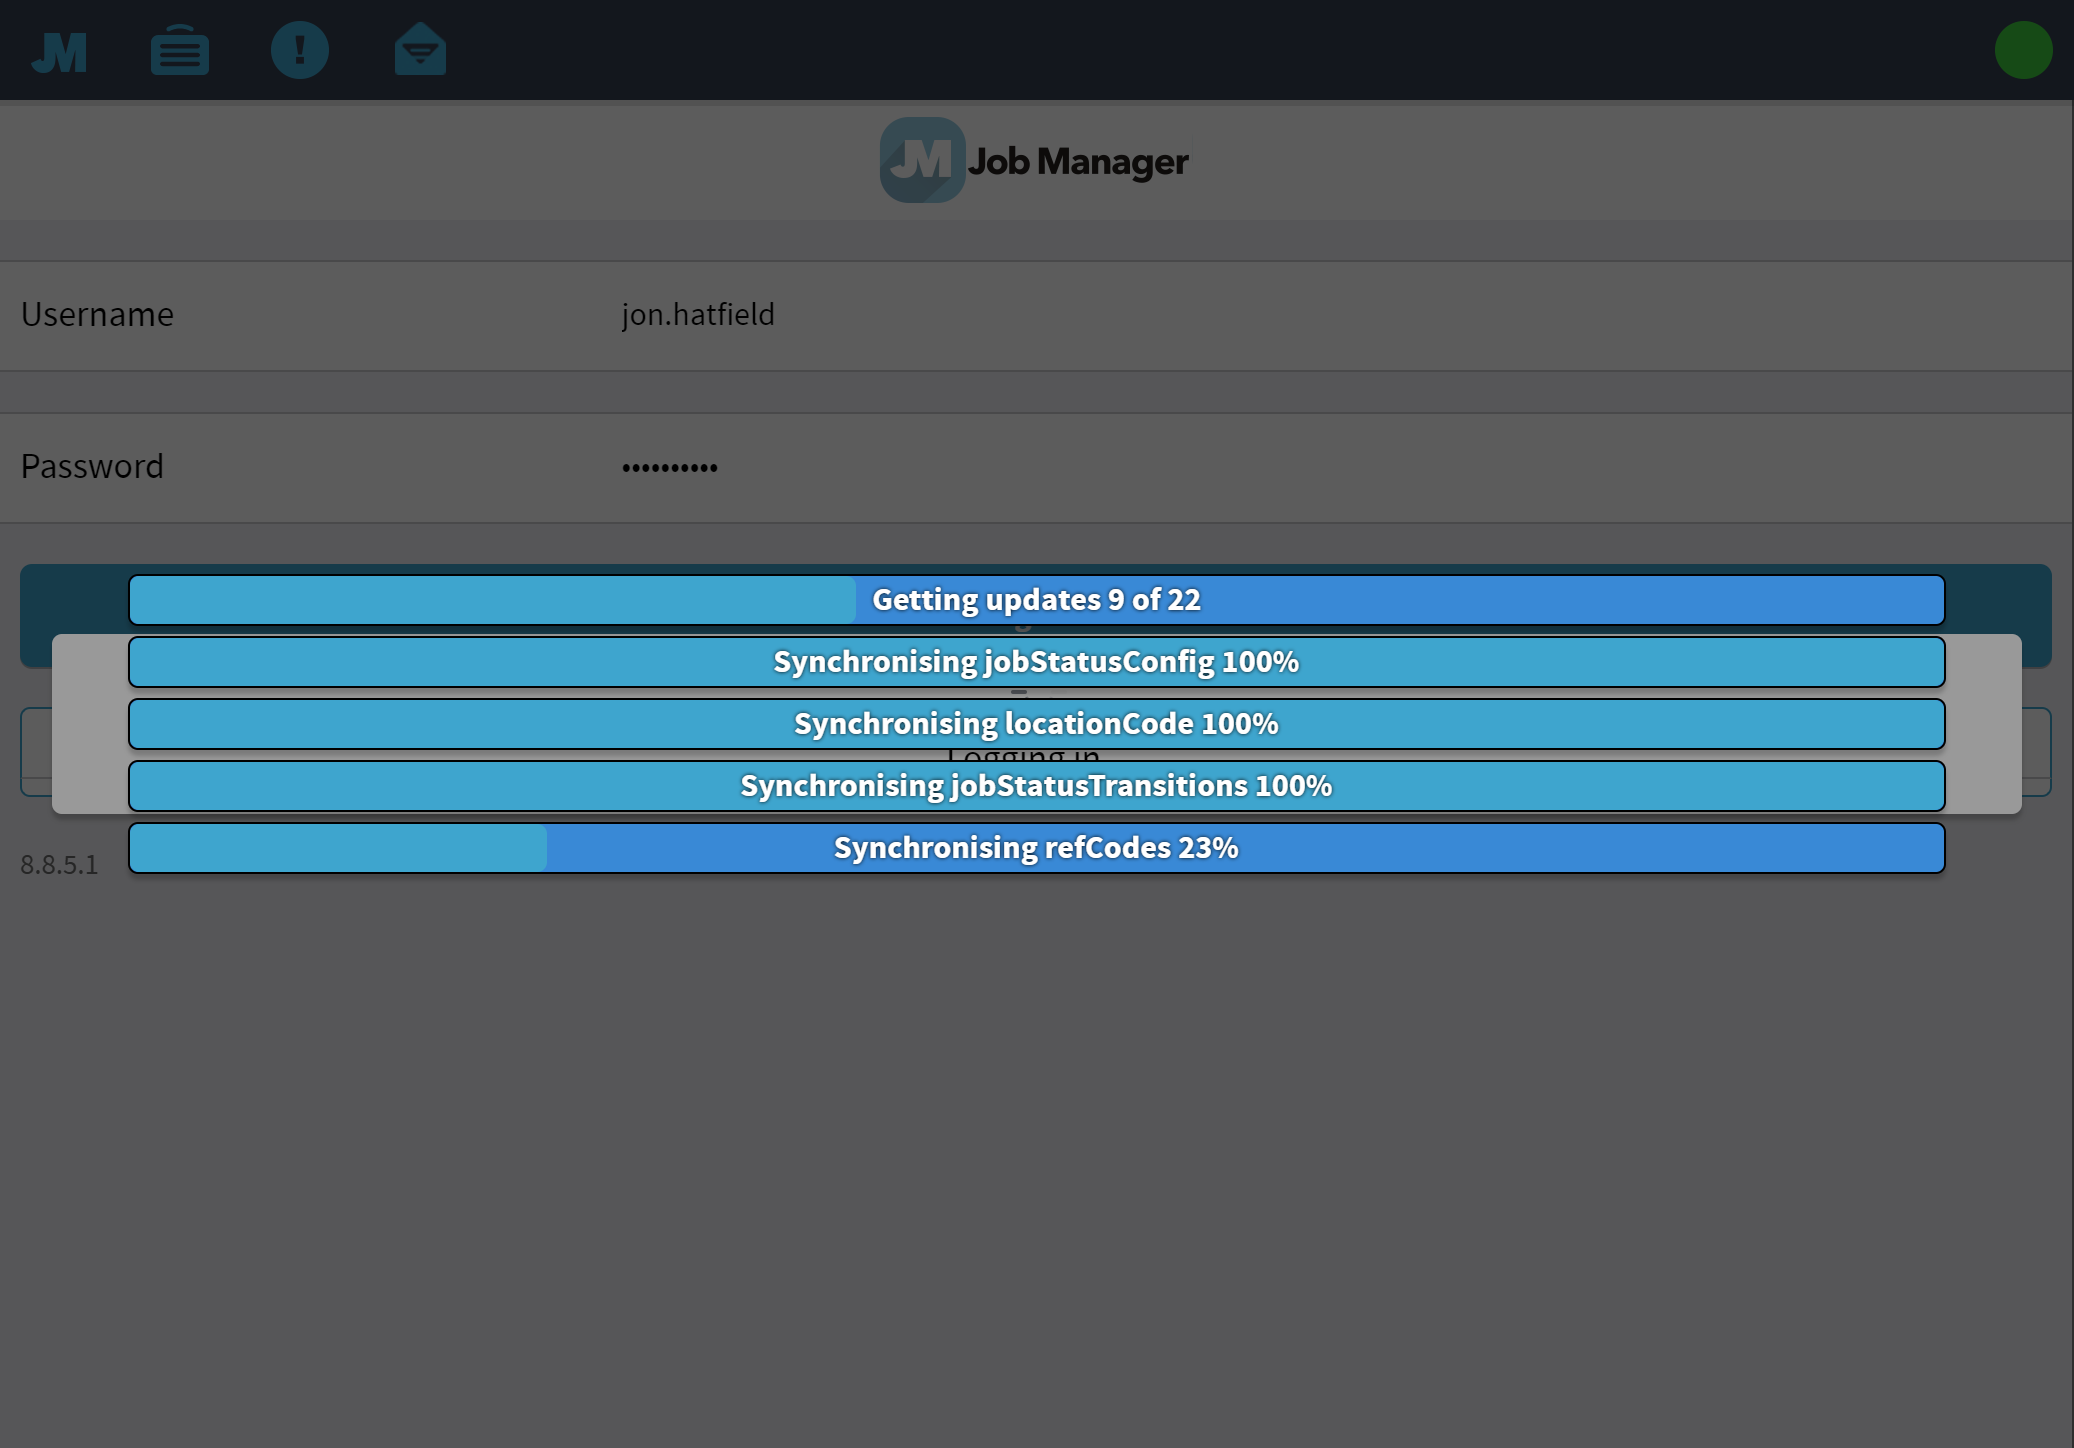 JM
!
JM Job Manager
Username jon.hatfield
Password ••••••••••
Getting updates 9 of 22
Synchronising jobStatusConfig 100%
Synchronising locationCode 100%
Logging in
Synchronising jobStatusTransitions 100%
Synchronising refCodes 23%
8.8.5.1